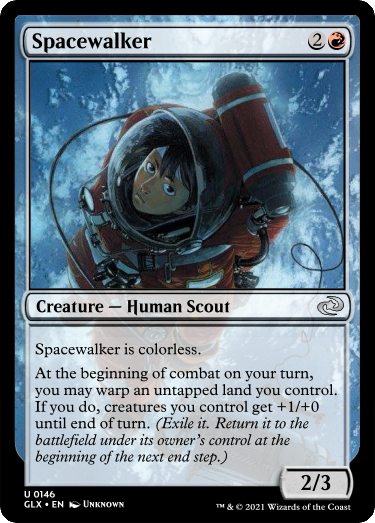 Spacewalker 2
Creature — Human Scout
Spacewalker is colorless.
At the beginning of combat on your turn,
you may warp an untapped land you control.
If you do, creatures you control get +1/+0
until end of turn. (Exile it. Return it to the
battlefield under its owner's control at the
beginning of the next end step.)
2/3
U 0146
GLX • EN Unknown
™ & © 2021 Wizards of the Coast